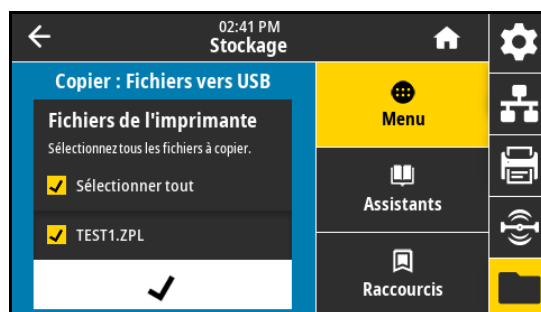 02:41 PM
Stockage
Copier : Fichiers vers USB
Fichiers de l'imprimante
Sélectionnez tous les fichiers à copier.
Sélectionner tout
TEST1.ZPL
Menu
Assistants
Raccourcis